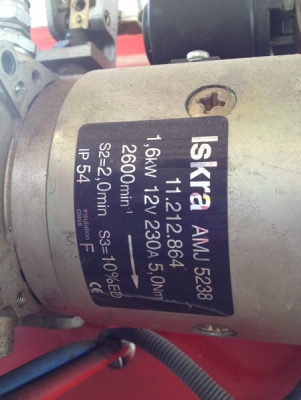 Iskra AMJ 5238
11.212.864
1,6kW 12V 230A 5,0Nm
2600min⁻¹
S2=2,0min S3=10%ED
IP 54 insulation class F CE